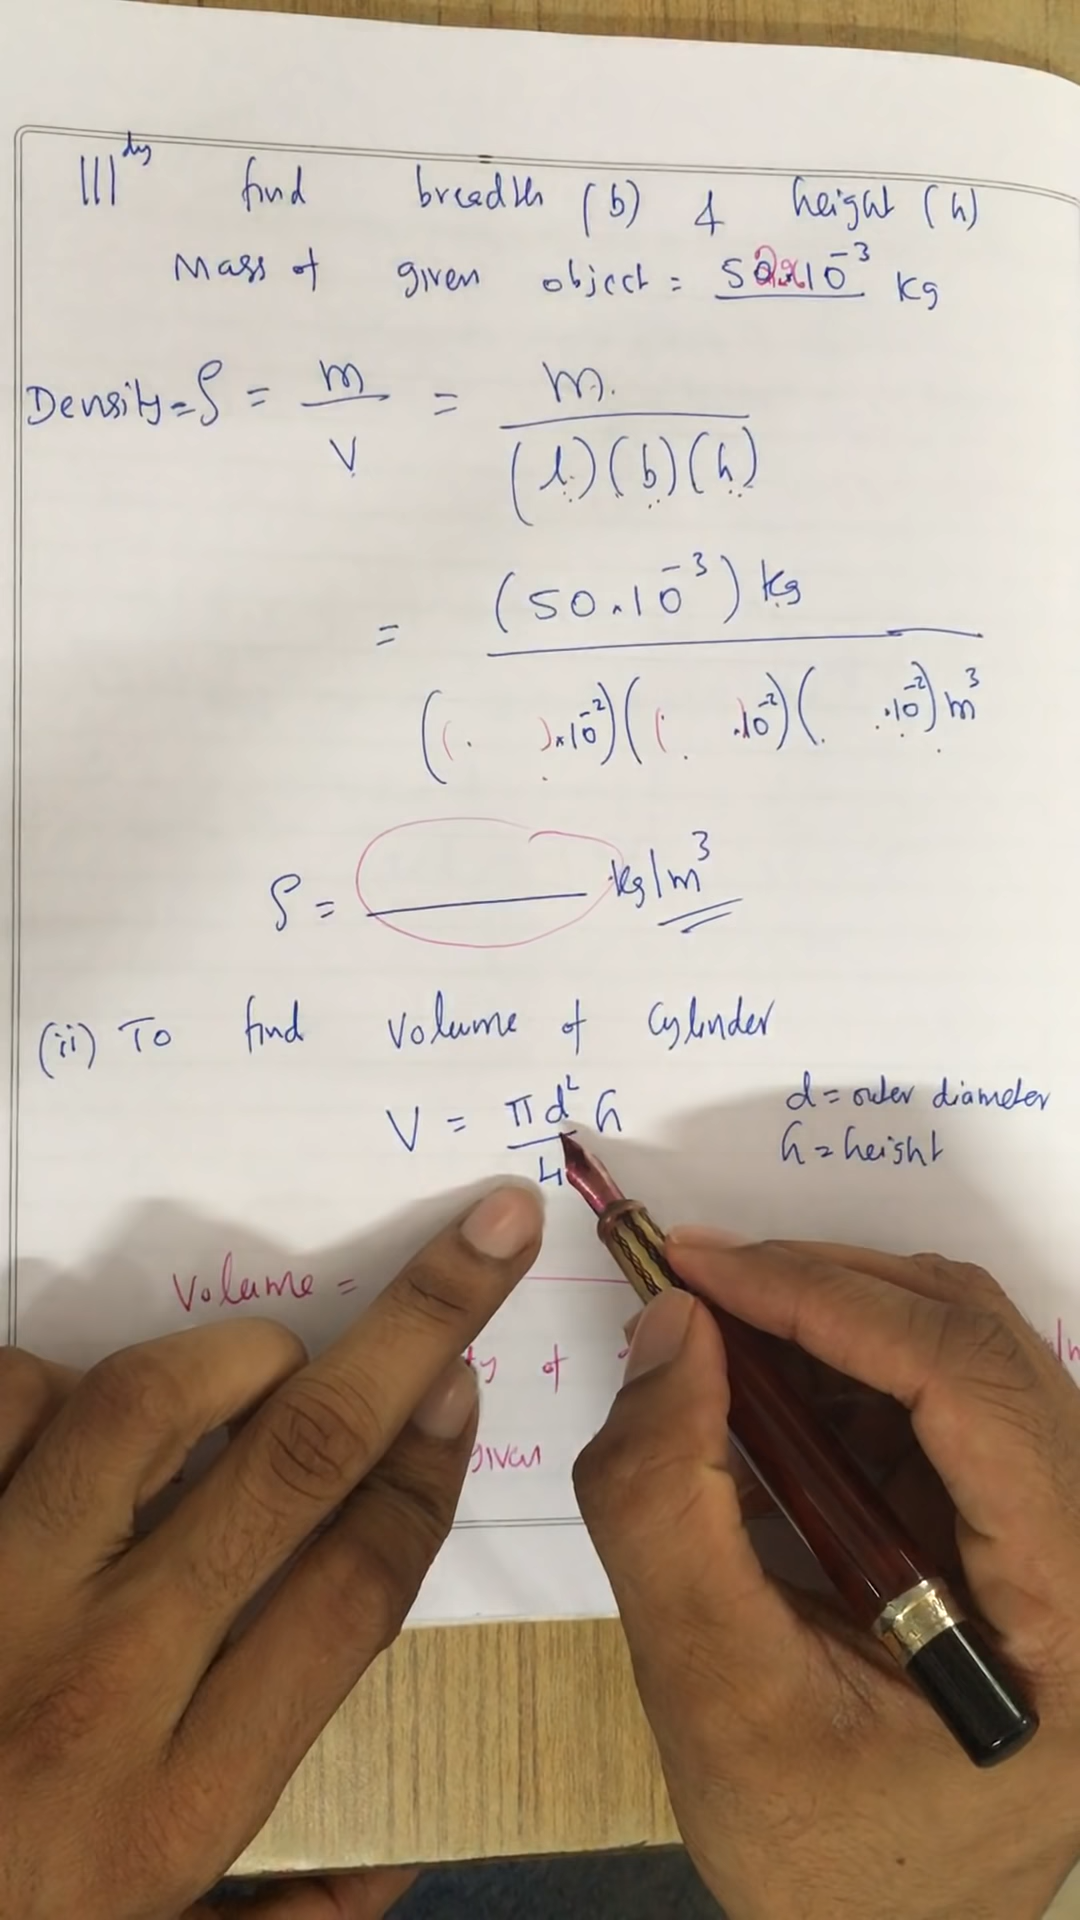 IIIly find breadth (b) & height (h)
Mass of given object = 50×10⁻³ kg
Density = ρ = m/V = m/(l)(b)(h)
= (50×10⁻³) kg / (( )×10⁻²)(( ×10⁻²)( ×10⁻²) m³
ρ = ______ kg/m³
(ii) To find volume of cylinder
V = πd²/4 h
d = outer diameter
h = height
Volume =
of
given